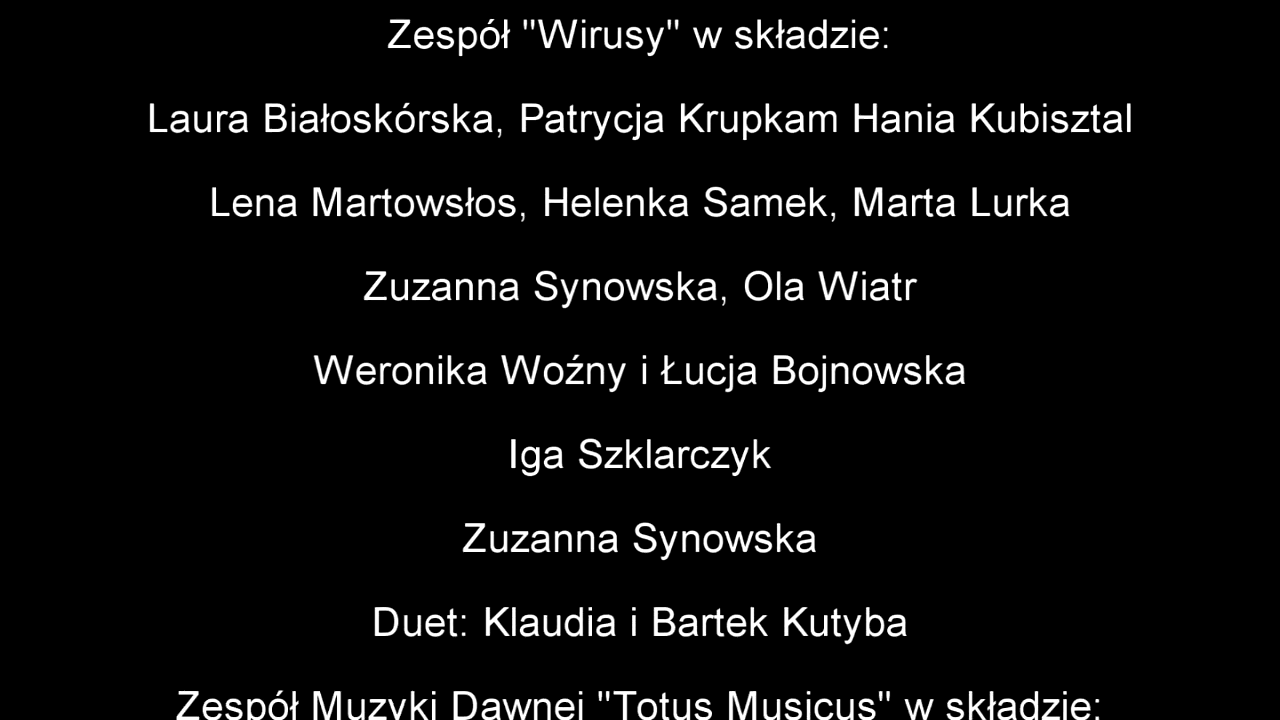 Zespół "Wirusy" w składzie:
Laura Białoskórska, Patrycja Krupkam Hania Kubisztal
Lena Martowsłos, Helenka Samek, Marta Lurka
Zuzanna Synowska, Ola Wiatr
Weronika Woźny i Łucja Bojnowska
Iga Szklarczyk
Zuzanna Synowska
Duet: Klaudia i Bartek Kutyba
Zespół Muzyki Dawnej "Totus Musicus" w składzie: